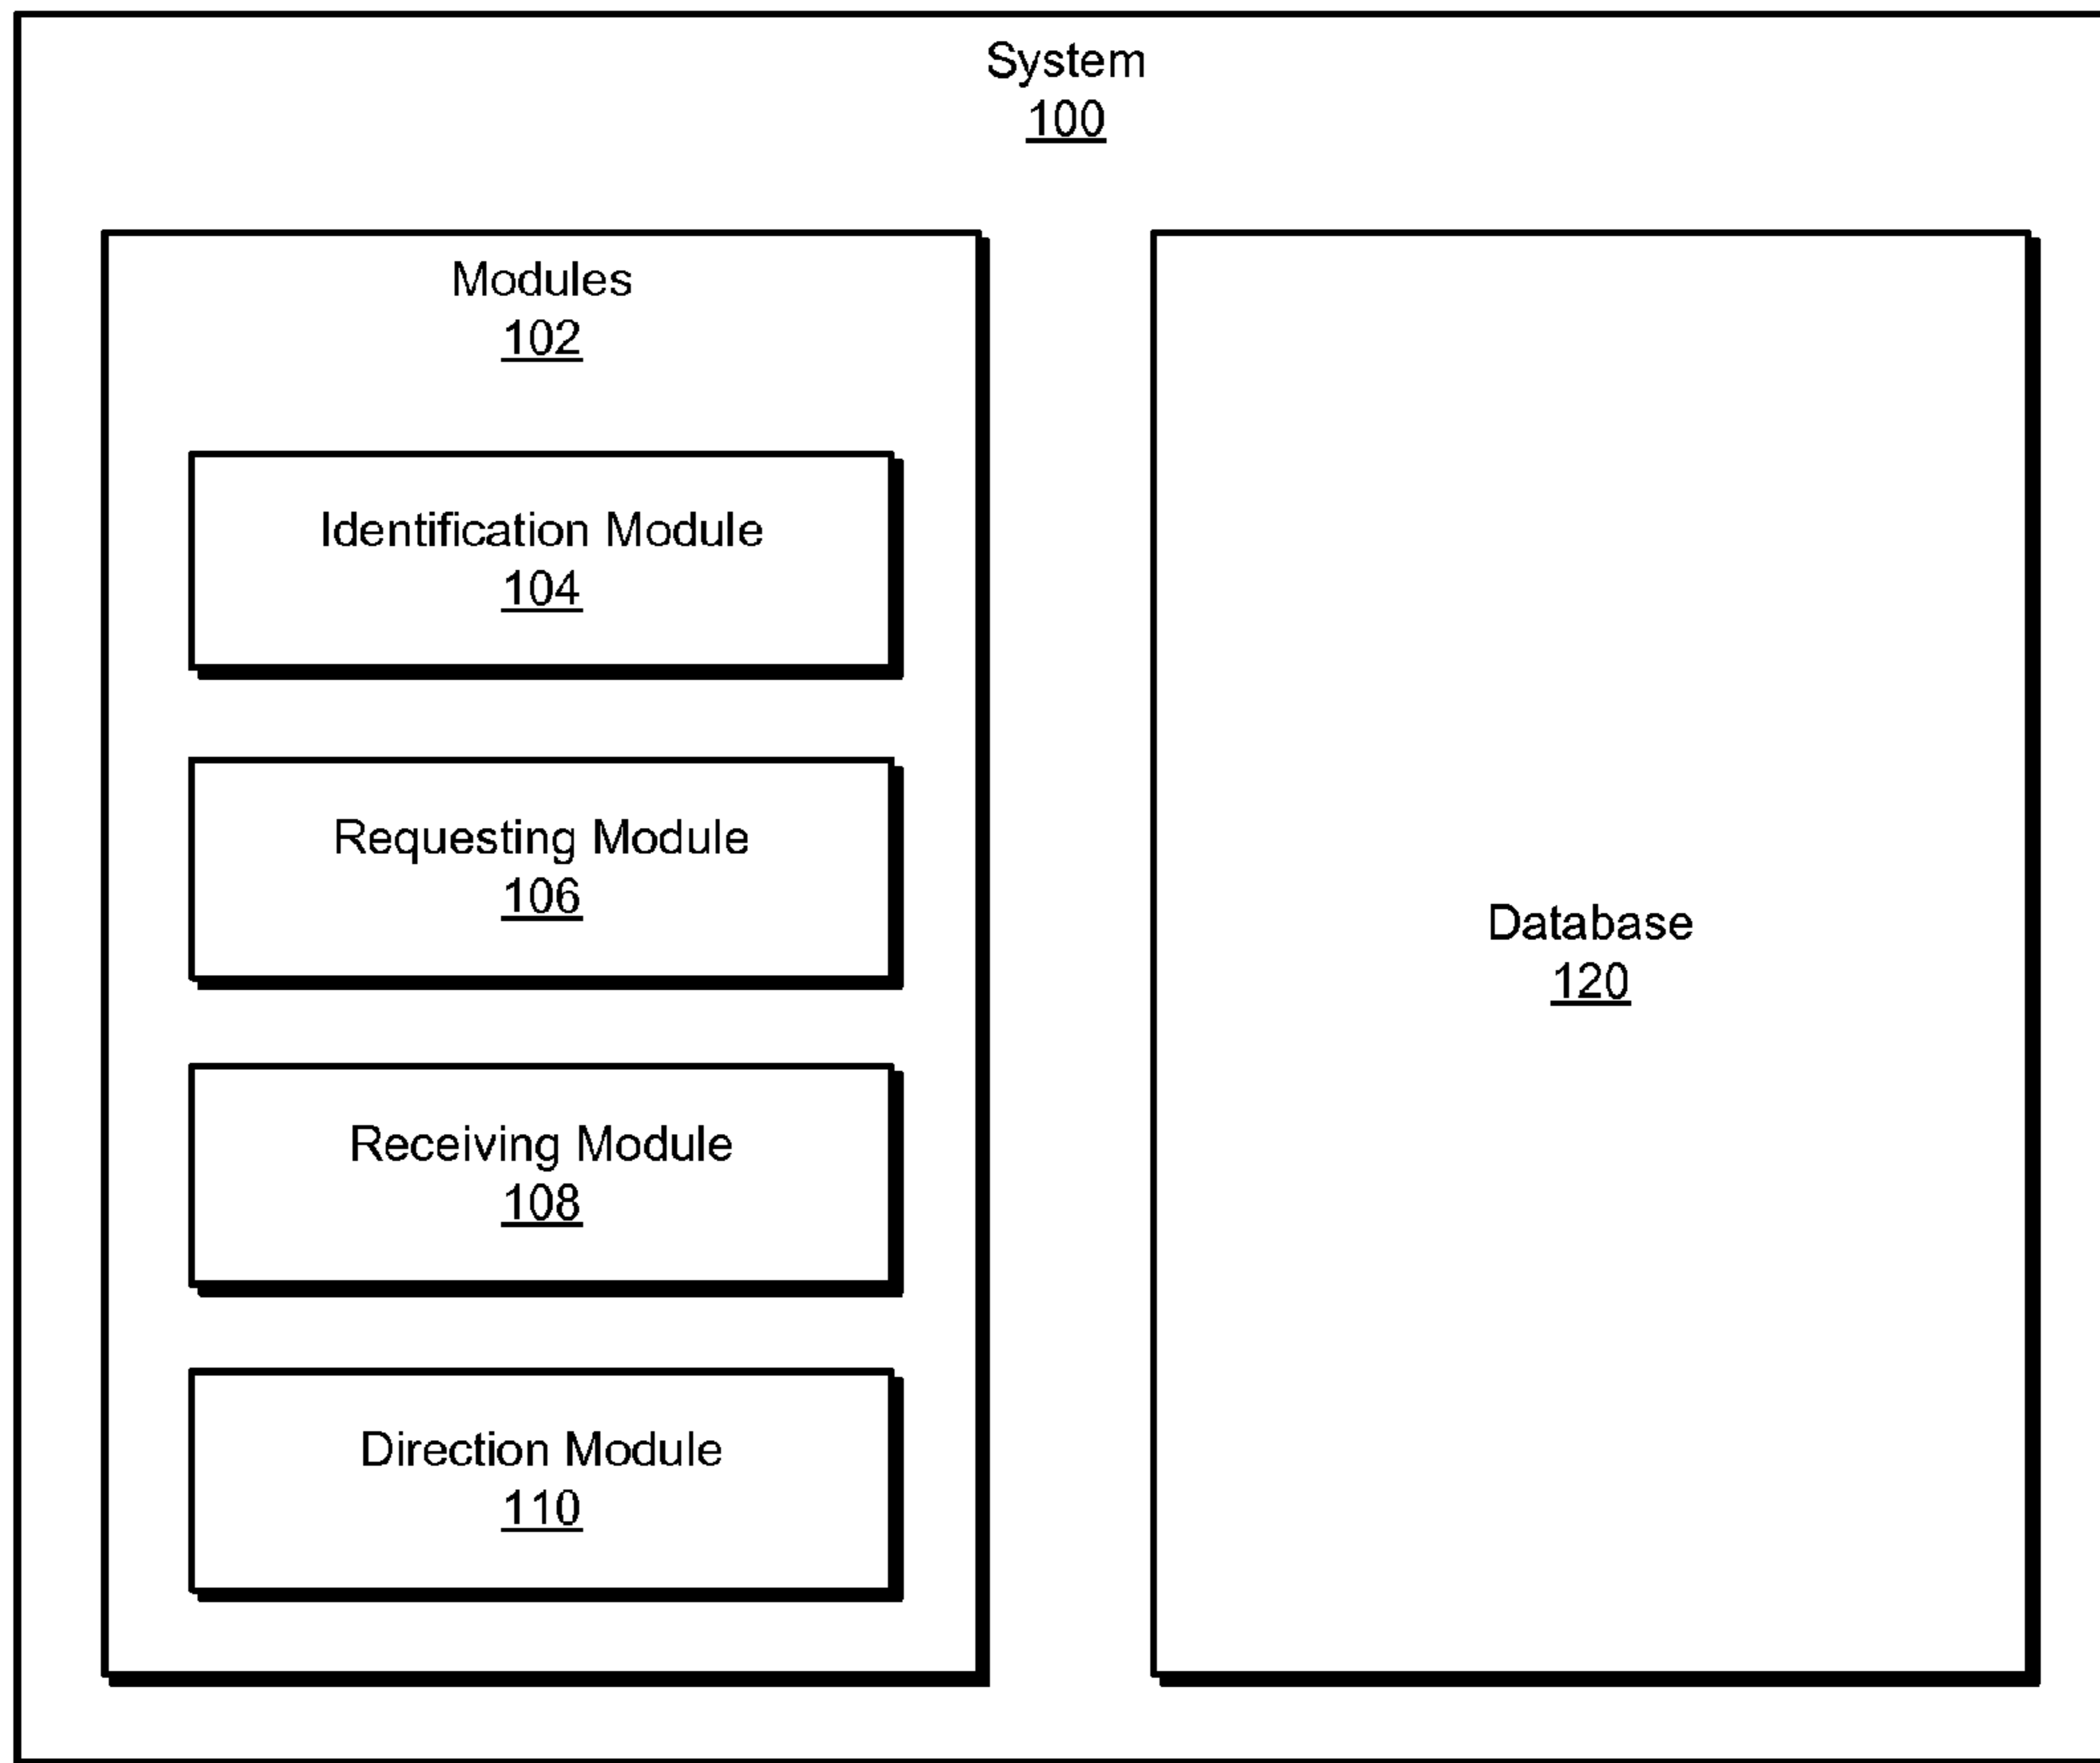 System
100
Modules
102
Identification Module
104
Requesting Module
106
Receiving Module
108
Direction Module
110
Database
120